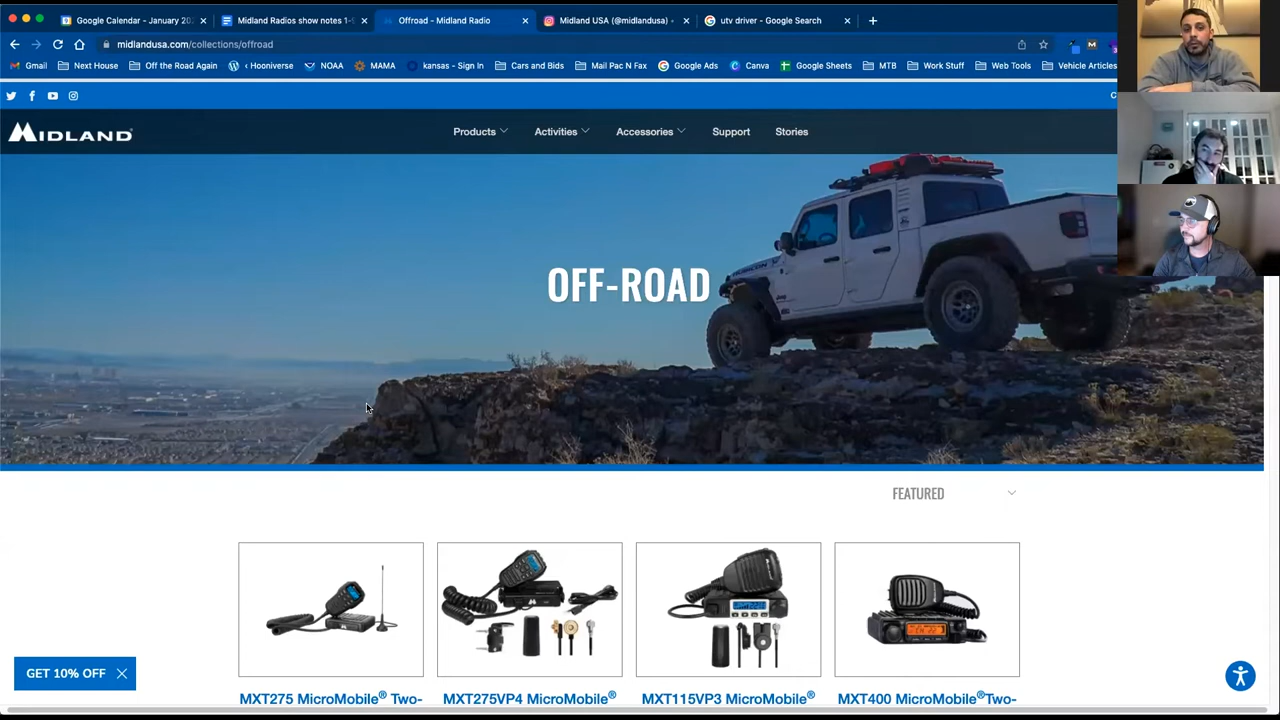 Google Calendar - January 202
Midland Radios show notes 1-9
Offroad - Midland Radio
Midland USA (@midlandusa) •
utv driver - Google Search
midlandusa.com/collections/offroad
Gmail
Next House
Off the Road Again
‹ Hooniverse
NOAA
MAMA
kansas - Sign In
Cars and Bids
Mail Pac N Fax
Google Ads
Canva
Google Sheets
MTB
Work Stuff
Web Tools
Vehicle Articles
MIDLAND
Products
Activities
Accessories
Support
Stories
OFF-ROAD
FEATURED
GET 10% OFF
MXT275 MicroMobile® Two-
MXT275VP4 MicroMobile®
MXT115VP3 MicroMobile®
MXT400 MicroMobile®Two-